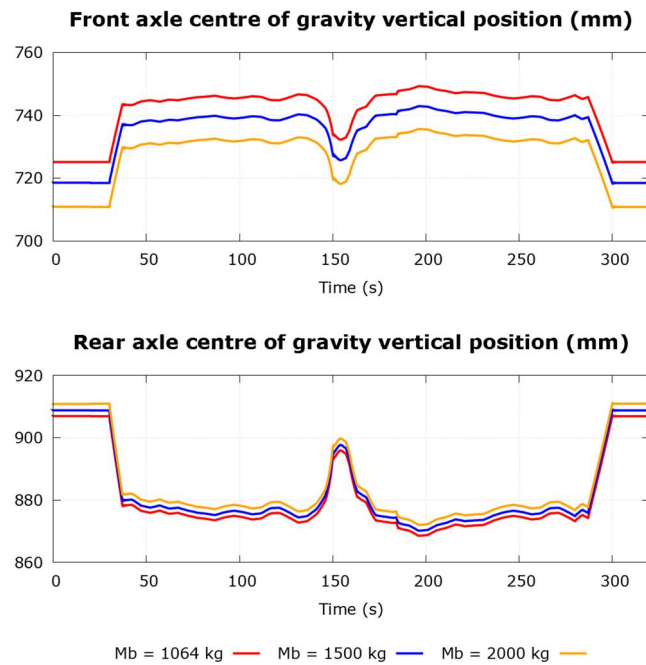 Front axle centre of gravity vertical position (mm)
760
740
720
700
0 50 100 150 200 250 300
Time (s)
Rear axle centre of gravity vertical position (mm)
920
900
880
860
0 50 100 150 200 250 300
Time (s)
Mb = 1064 kg Mb = 1500 kg Mb = 2000 kg